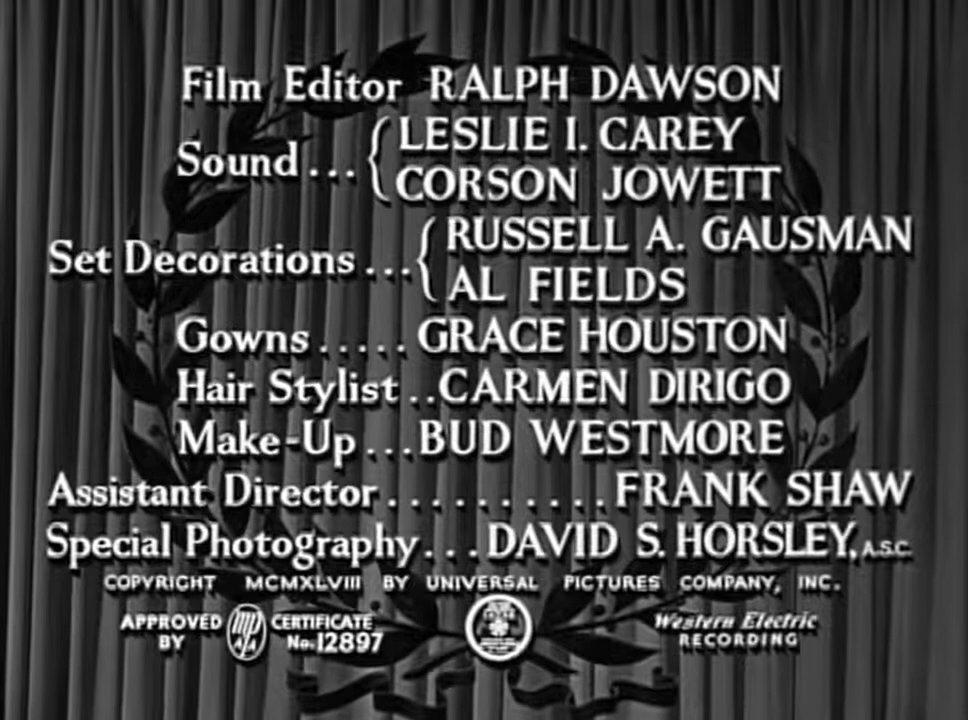 Film Editor RALPH DAWSON
Sound ... { LESLIE I. CAREY
CORSON JOWETT
Set Decorations ... { RUSSELL A. GAUSMAN
AL FIELDS
Gowns ..... GRACE HOUSTON
Hair Stylist .. CARMEN DIRIGO
Make-Up ... BUD WESTMORE
Assistant Director .......... FRANK SHAW
Special Photography ... DAVID S. HORSLEY, A.S.C.
COPYRIGHT MCMXLVIII BY UNIVERSAL PICTURES COMPANY, INC.
APPROVED BY MPAA CERTIFICATE No. 12897
Western Electric RECORDING